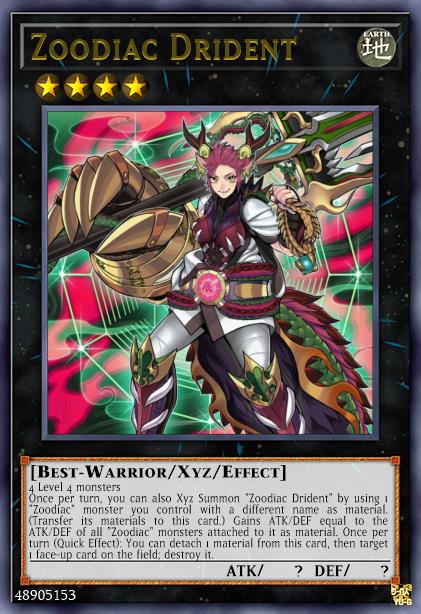 ZOODIAC DRIDENT
EARTH
地
[BEST-WARRIOR/XYZ/EFFECT]
4 Level 4 monsters
Once per turn, you can also Xyz Summon "Zoodiac Drident" by using 1
"Zoodiac" monster you control with a different name as material.
(Transfer its materials to this card.) Gains ATK/DEF equal to the
ATK/DEF of all "Zoodiac" monsters attached to it as material. Once per
turn (Quick Effect): You can detach 1 material from this card, then target
1 face-up card on the field; destroy it.
ATK/ ? DEF/ ?
48905153